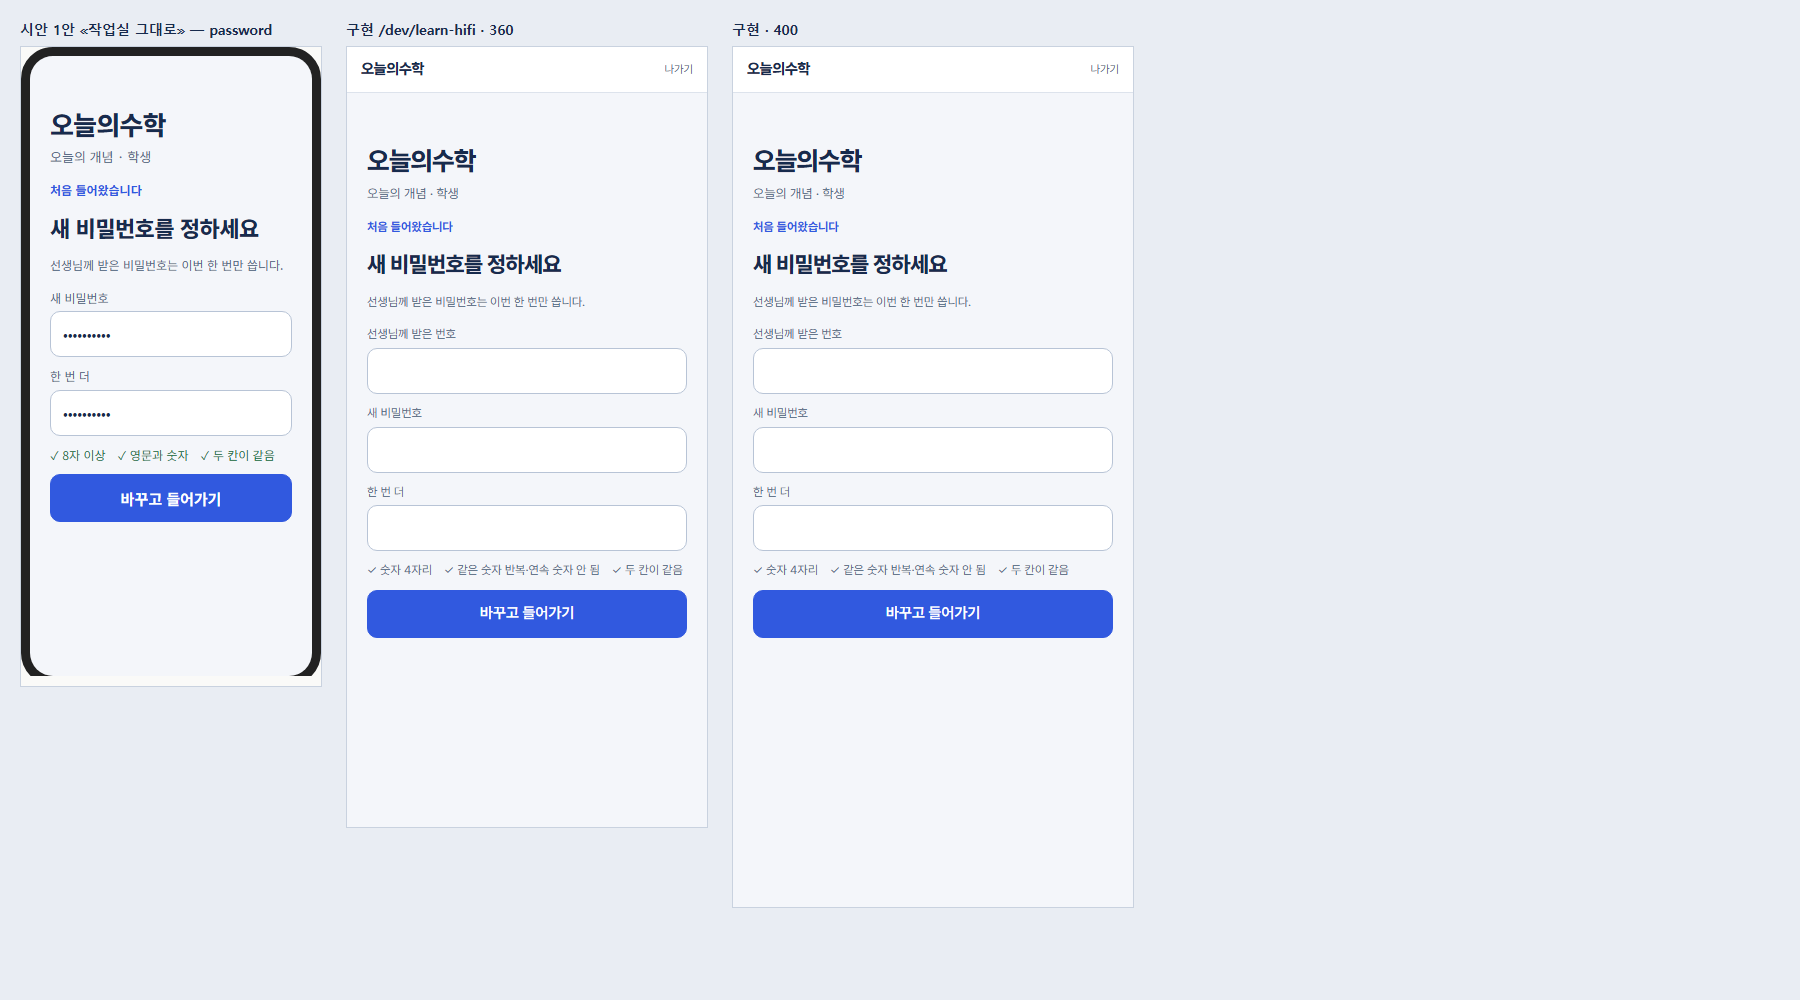 시안 1안 «작업실 그대로» — password
오늘의수학
오늘의 개념 · 학생
처음 들어왔습니다
새 비밀번호를 정하세요
선생님께 받은 비밀번호는 이번 한 번만 씁니다.
새 비밀번호
••••••••••
한 번 더
••••••••••
✓ 8자 이상 ✓ 영문과 숫자 ✓ 두 칸이 같음
바꾸고 들어가기
구현 /dev/learn-hifi · 360
오늘의수학 나가기
오늘의수학
오늘의 개념 · 학생
처음 들어왔습니다
새 비밀번호를 정하세요
선생님께 받은 비밀번호는 이번 한 번만 씁니다.
선생님께 받은 번호
새 비밀번호
한 번 더
✓ 숫자 4자리 ✓ 같은 숫자 반복·연속 숫자 안 됨 ✓ 두 칸이 같음
바꾸고 들어가기
구현 · 400
오늘의수학 나가기
오늘의수학
오늘의 개념 · 학생
처음 들어왔습니다
새 비밀번호를 정하세요
선생님께 받은 비밀번호는 이번 한 번만 씁니다.
선생님께 받은 번호
새 비밀번호
한 번 더
✓ 숫자 4자리 ✓ 같은 숫자 반복·연속 숫자 안 됨 ✓ 두 칸이 같음
바꾸고 들어가기